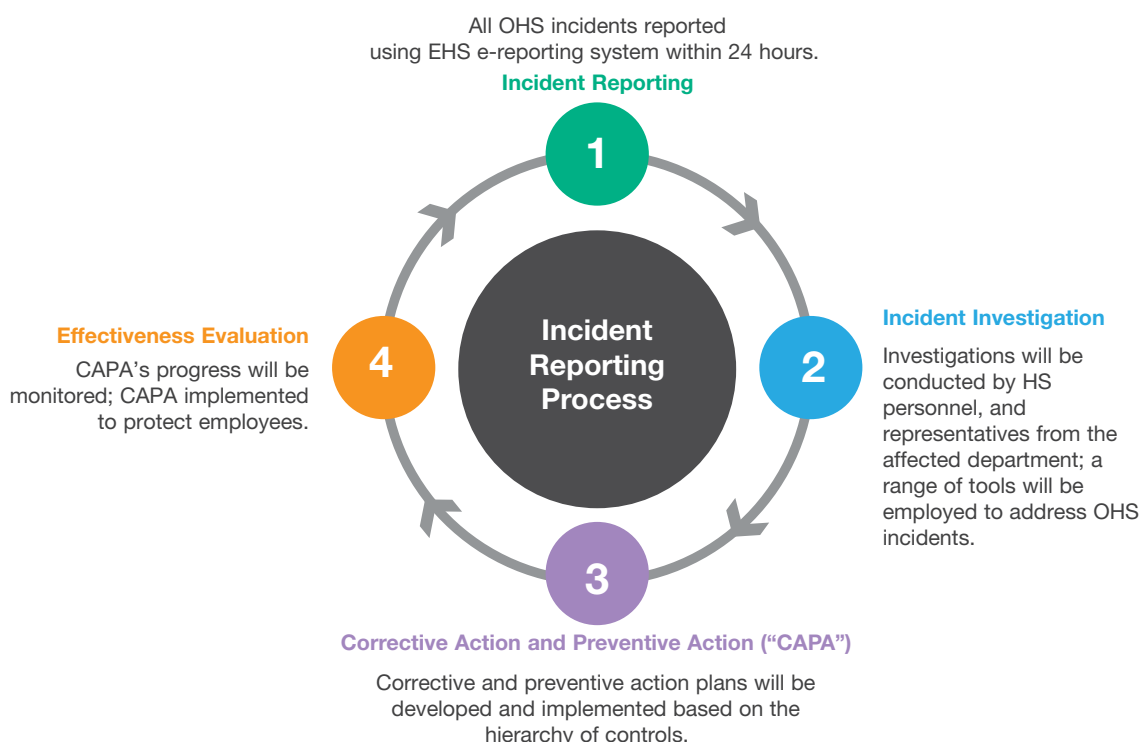 All OHS incidents reported
using EHS e-reporting system within 24 hours.
Incident Reporting
1
Incident
Reporting
Process
2
Incident Investigation
Investigations will be
conducted by HS
personnel, and
representatives from the
affected department; a
range of tools will be
employed to address OHS
incidents.
3
Corrective Action and Preventive Action (“CAPA”)
Corrective and preventive action plans will be
developed and implemented based on the
hierarchy of controls.
4
Effectiveness Evaluation
CAPA’s progress will be
monitored; CAPA implemented
to protect employees.